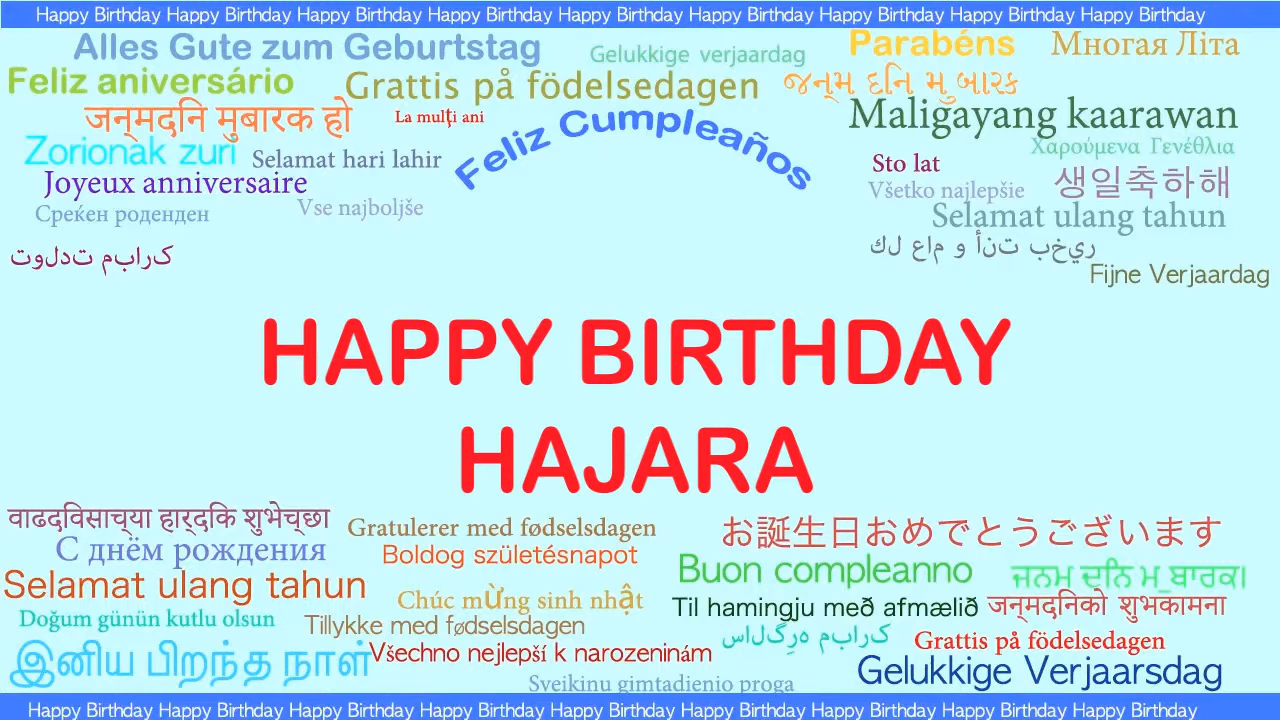 Happy Birthday Happy Birthday Happy Birthday Happy Birthday Happy Birthday Happy Birthday Happy Birthday Happy Birthday Happy Birthday
Alles Gute zum Geburtstag
Gelukkige verjaardag
Parabéns
Многая Літа
Feliz aniversário
Grattis på födelsedagen
જન્મ દિન મુબારક
जन्मदिन मुबारक हो
La mulţi ani
Feliz Cumpleaños
Maligayang kaarawan
Zorionak zuri
Selamat hari lahir
Χαρούμενα Γενέθλια
Joyeux anniversaire
Sto lat
Všetko najlepšie
생일축하해
Среќен роденден
Vse najboljše
Selamat ulang tahun
تولدت مبارک
كل عام و أنت بخير
Fijne Verjaardag
HAPPY BIRTHDAY
HAJARA
वाढदिवसाच्या हार्दिक शुभेच्छा
Gratulerer med fødselsdagen
お誕生日おめでとうございます
С днём рождения
Boldog születésnapot
Selamat ulang tahun
Buon compleanno
ਜਨਮ ਦਿਨ ਮੁਬਾਰਕ।
Chúc mừng sinh nhật
Til hamingju með afmælið
जन्मदिनको शुभकामना
Doğum günün kutlu olsun
Tillykke med fødselsdagen
سالگرہ مبارک
Grattis på födelsedagen
இனிய பிறந்த நாள்
Všechno nejlepší k narozeninám
Gelukkige Verjaarsdag
Sveikinu gimtadienio proga
Happy Birthday Happy Birthday Happy Birthday Happy Birthday Happy Birthday Happy Birthday Happy Birthday Happy Birthday Happy Birthday